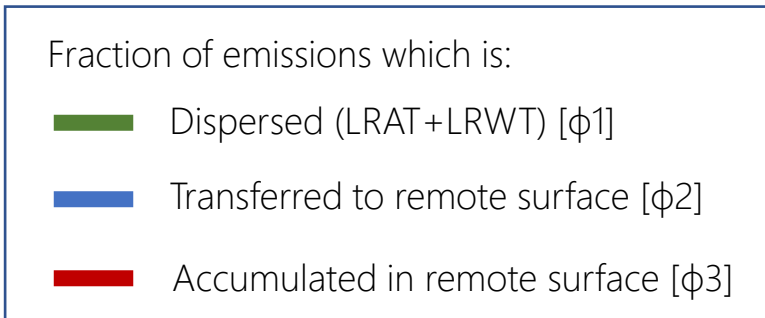 Fraction of emissions which is:
Dispersed (LRAT+LRWT) [ϕ1]
Transferred to remote surface [ϕ2]
Accumulated in remote surface [ϕ3]